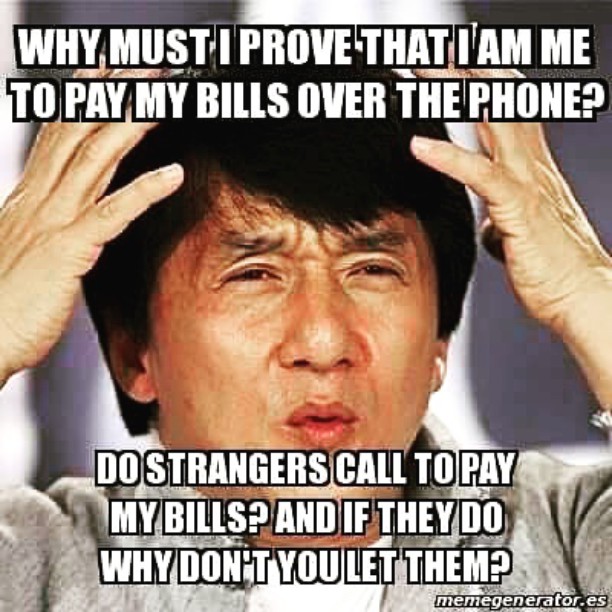 WHY MUST I PROVE THAT I AM ME
TO PAY MY BILLS OVER THE PHONE?
DO STRANGERS CALL TO PAY
MY BILLS? AND IF THEY DO
WHY DON'T YOU LET THEM?
memegenerator.es